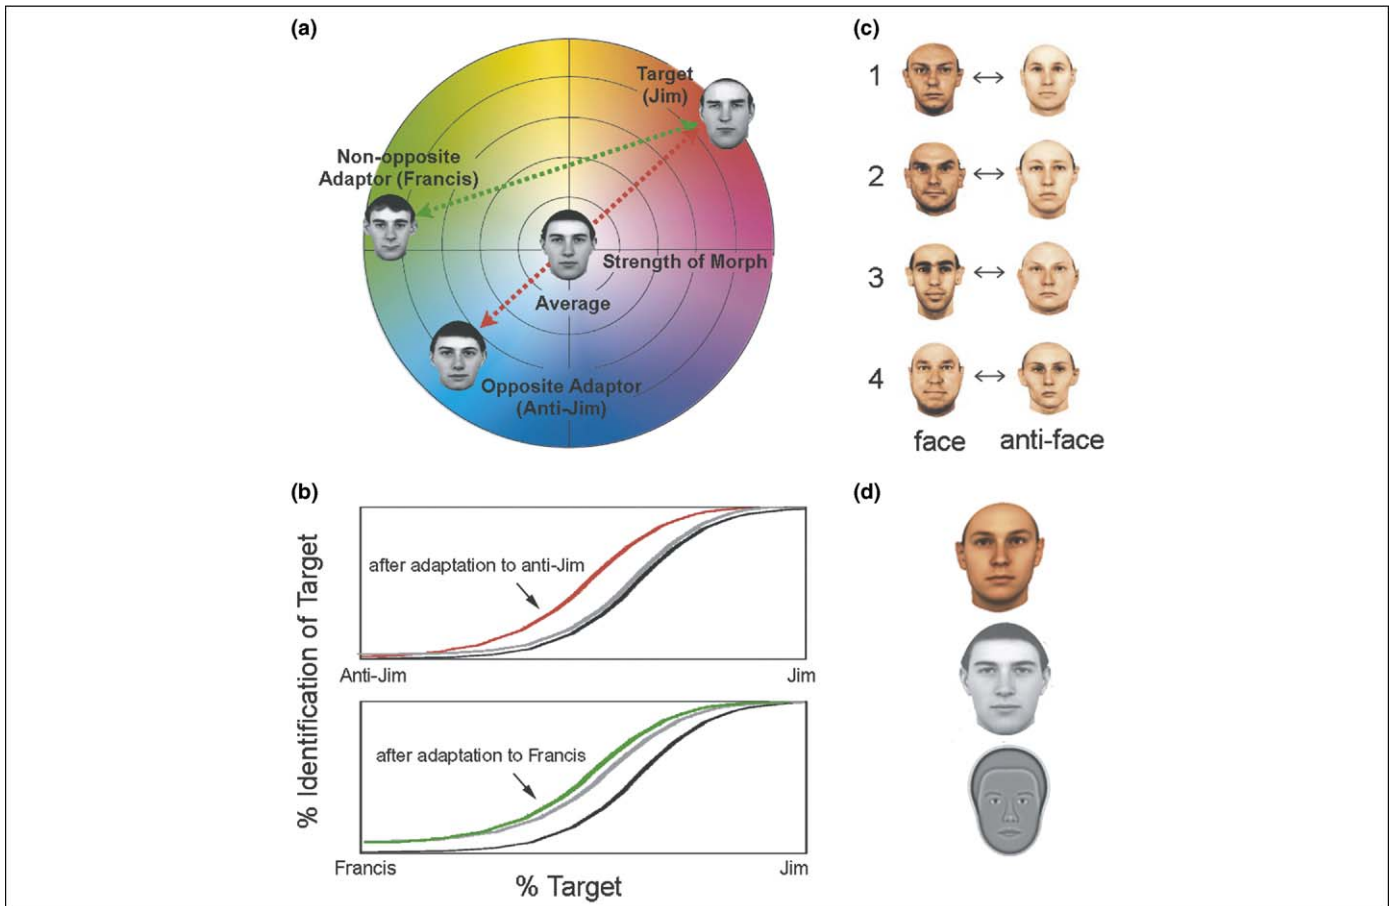 (a)
Target
(Jim)
Non-opposite
Adaptor (Francis)
Strength of Morph
Average
Opposite Adaptor
(Anti-Jim)
(c)
1
2
3
4
face anti-face
(b)
% Identification of Target
after adaptation to anti-Jim
Anti-Jim Jim
after adaptation to Francis
Francis Jim
% Target
(d)